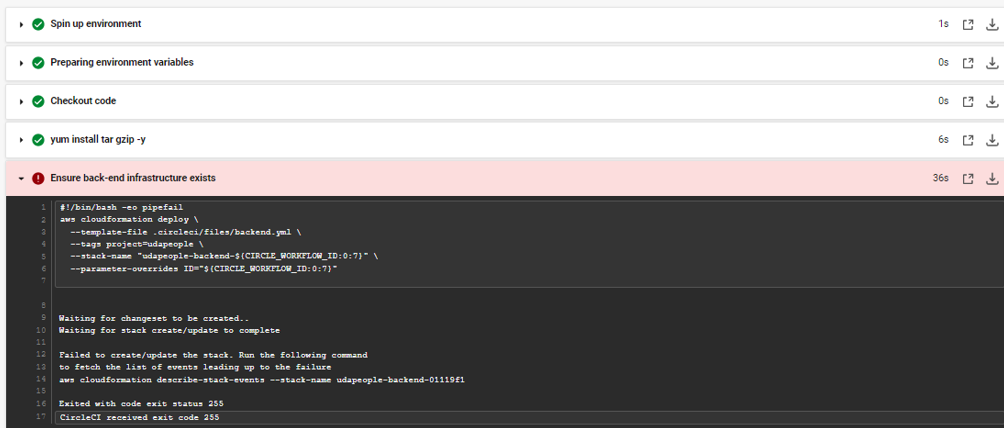 Spin up environment 1s
Preparing environment variables 0s
Checkout code 0s
yum install tar gzip -y 6s
Ensure back-end infrastructure exists 36s
1 #!/bin/bash -eo pipefail
2 aws cloudformation deploy \
3 --template-file .circleci/files/backend.yml \
4 --tags project=udapeople \
5 --stack-name "udapeople-backend-${CIRCLE_WORKFLOW_ID:0:7}" \
6 --parameter-overrides ID="${CIRCLE_WORKFLOW_ID:0:7}"
7
8
9 Waiting for changeset to be created..
10 Waiting for stack create/update to complete
11
12 Failed to create/update the stack. Run the following command
13 to fetch the list of events leading up to the failure
14 aws cloudformation describe-stack-events --stack-name udapeople-backend-01119f1
15
16 Exited with code exit status 255
17 CircleCI received exit code 255